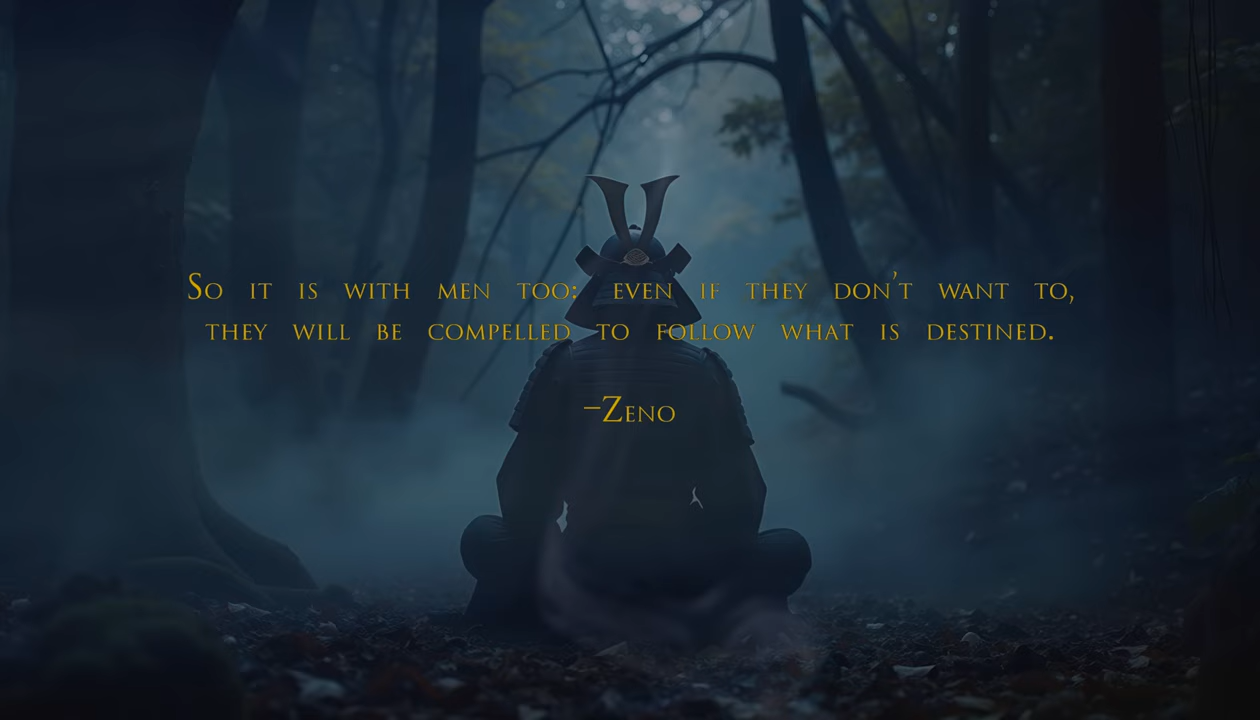 So it is with men too: even if they don't want to,
they will be compelled to follow what is destined.
–Zeno